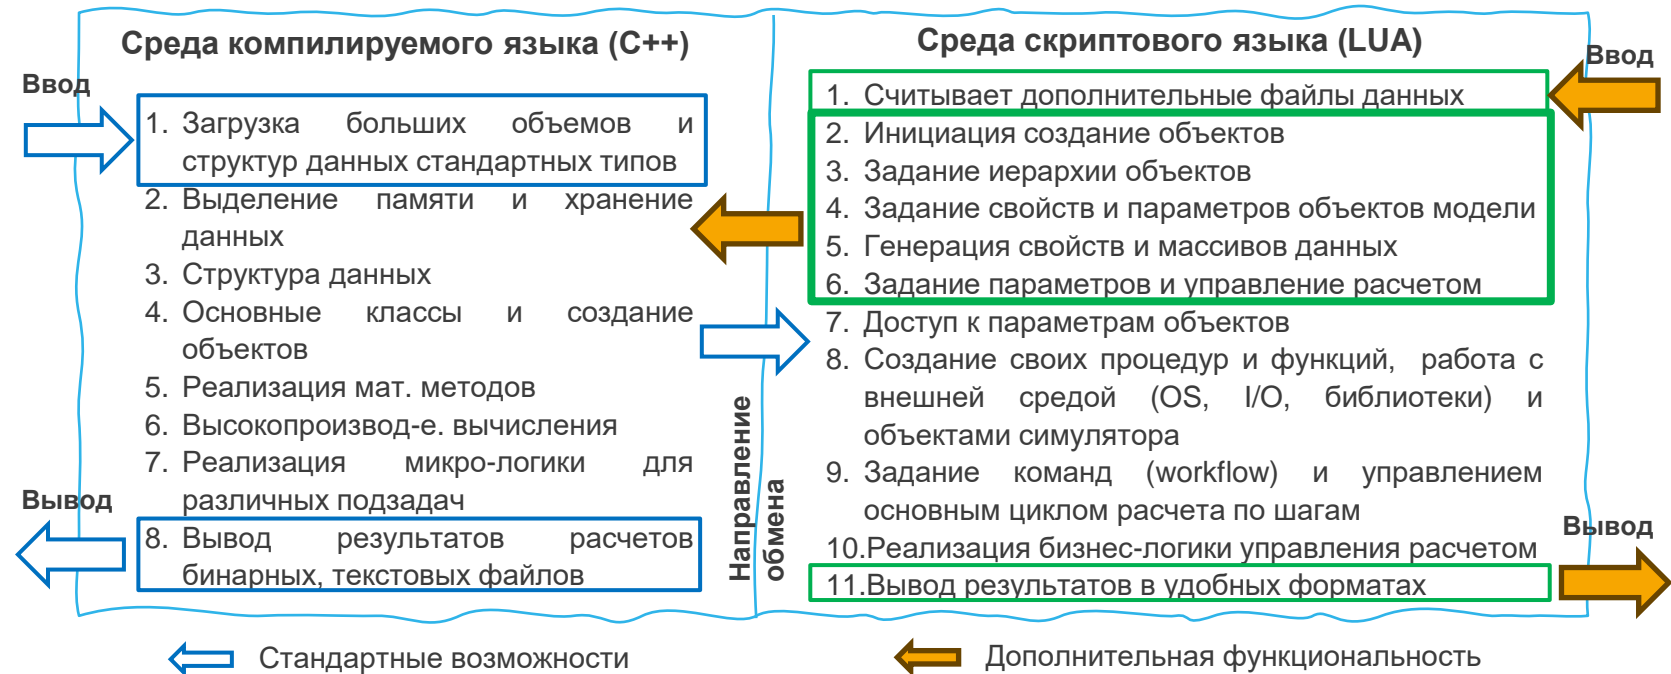 Среда компилируемого языка (C++)
Ввод
1. Загрузка больших объемов и
структур данных стандартных типов
2. Выделение памяти и хранение
данных
3. Структура данных
4. Основные классы и создание
объектов
5. Реализация мат. методов
6. Высокопроизвод-е. вычисления
7. Реализация микро-логики для
различных подзадач
Вывод
8. Вывод результатов расчетов
бинарных, текстовых файлов
Направление
обмена
Среда скриптового языка (LUA)
Ввод
1. Считывает дополнительные файлы данных
2. Инициация создание объектов
3. Задание иерархии объектов
4. Задание свойств и параметров объектов модели
5. Генерация свойств и массивов данных
6. Задание параметров и управление расчетом
7. Доступ к параметрам объектов
8. Создание своих процедур и функций, работа с
внешней средой (OS, I/O, библиотеки) и
объектами симулятора
9. Задание команд (workflow) и управлением
основным циклом расчета по шагам
10.Реализация бизнес-логики управления расчетом
Вывод
11.Вывод результатов в удобных форматах
Стандартные возможности
Дополнительная функциональность